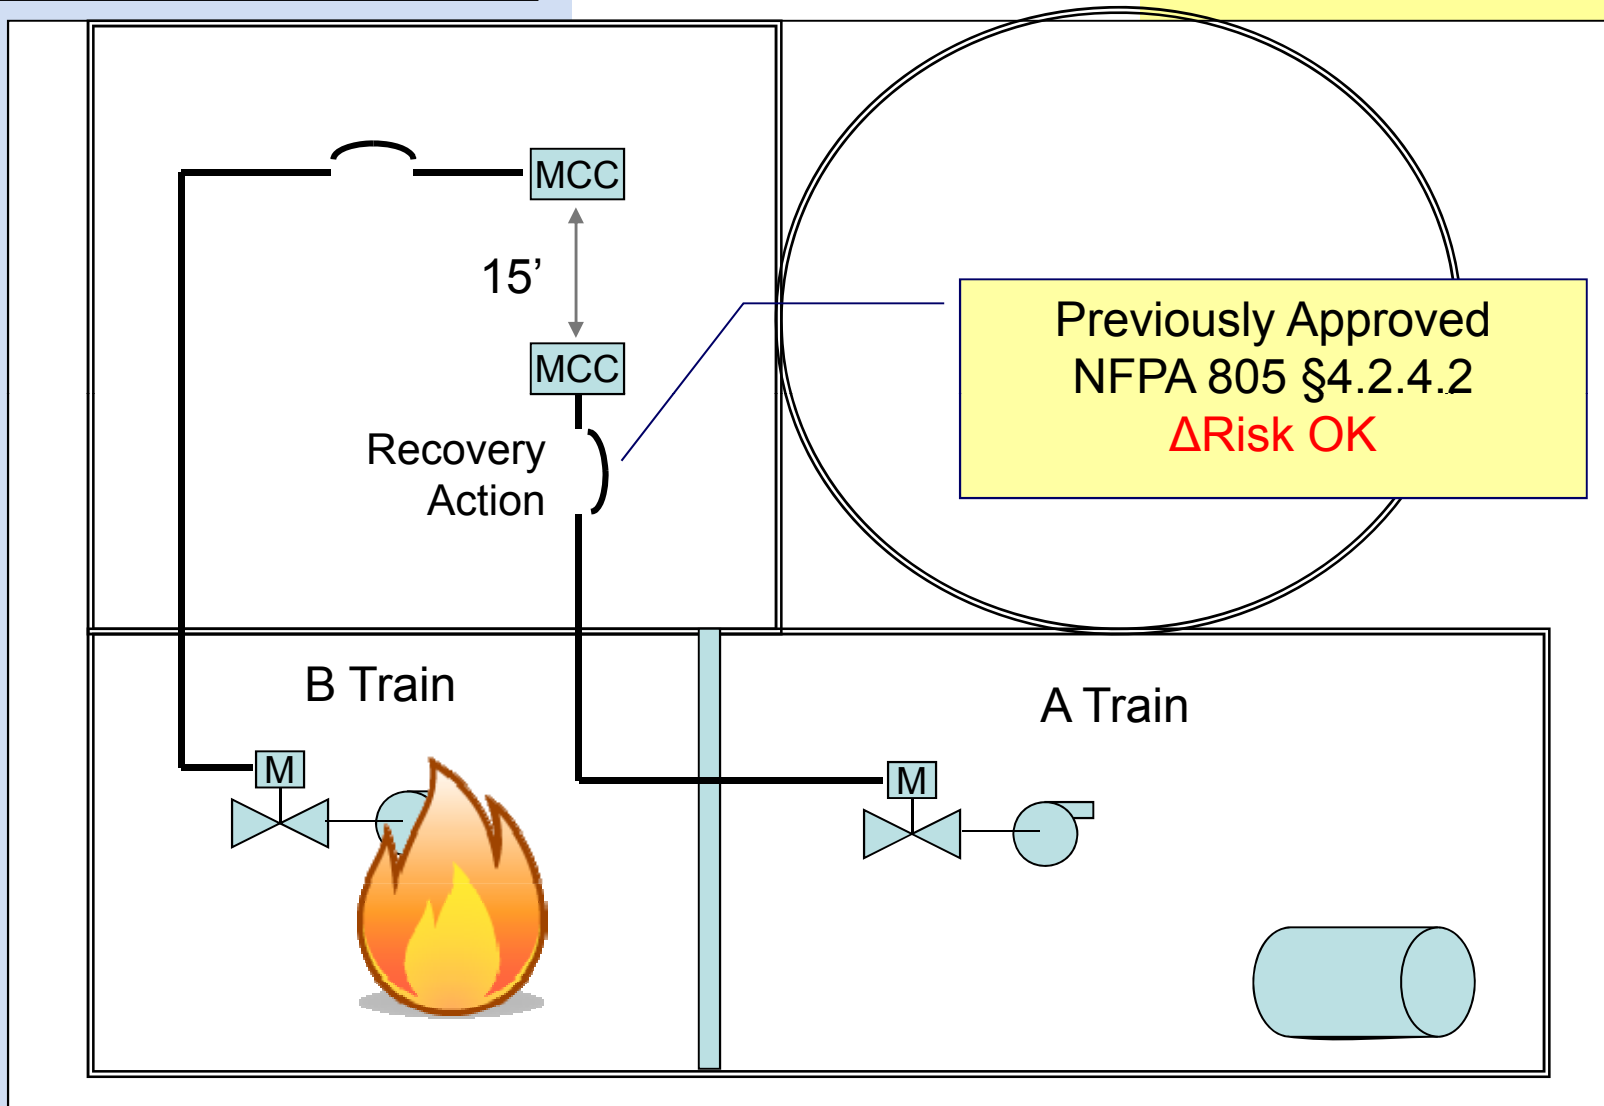 MCC
15’
MCC
Recovery
Action
Previously Approved
NFPA 805 §4.2.4.2
ΔRisk OK
B Train
A Train
M
M